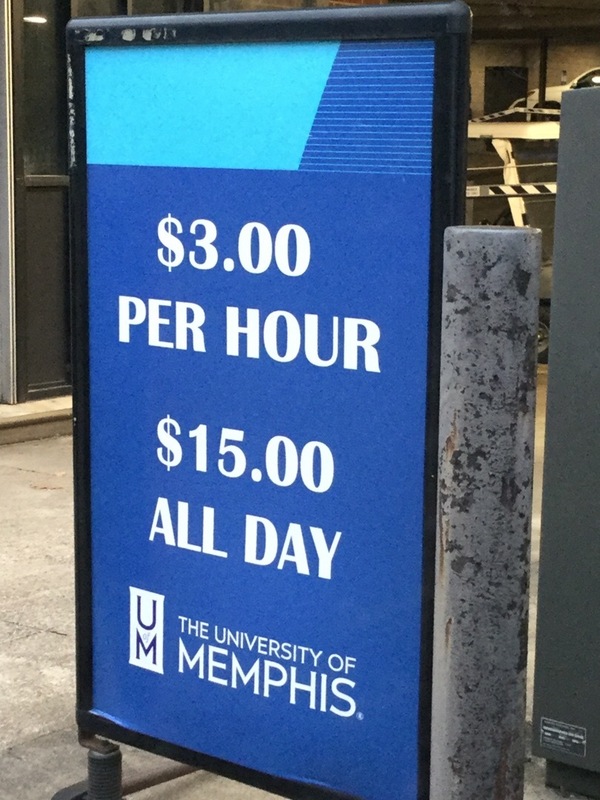 $3.00
PER HOUR
$15.00
ALL DAY
U
of
M
THE UNIVERSITY OF
MEMPHIS®